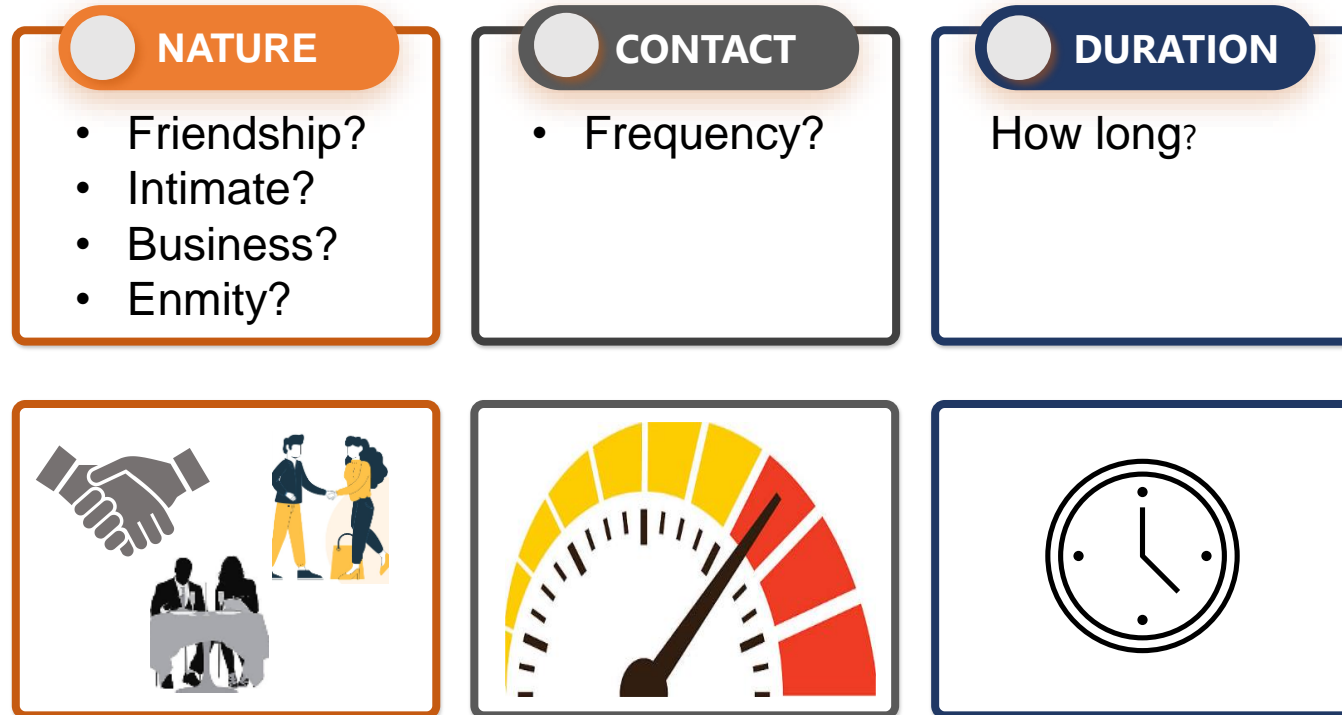 NATURE
• Friendship?
• Intimate?
• Business?
• Enmity?
CONTACT
• Frequency?
DURATION
How long?